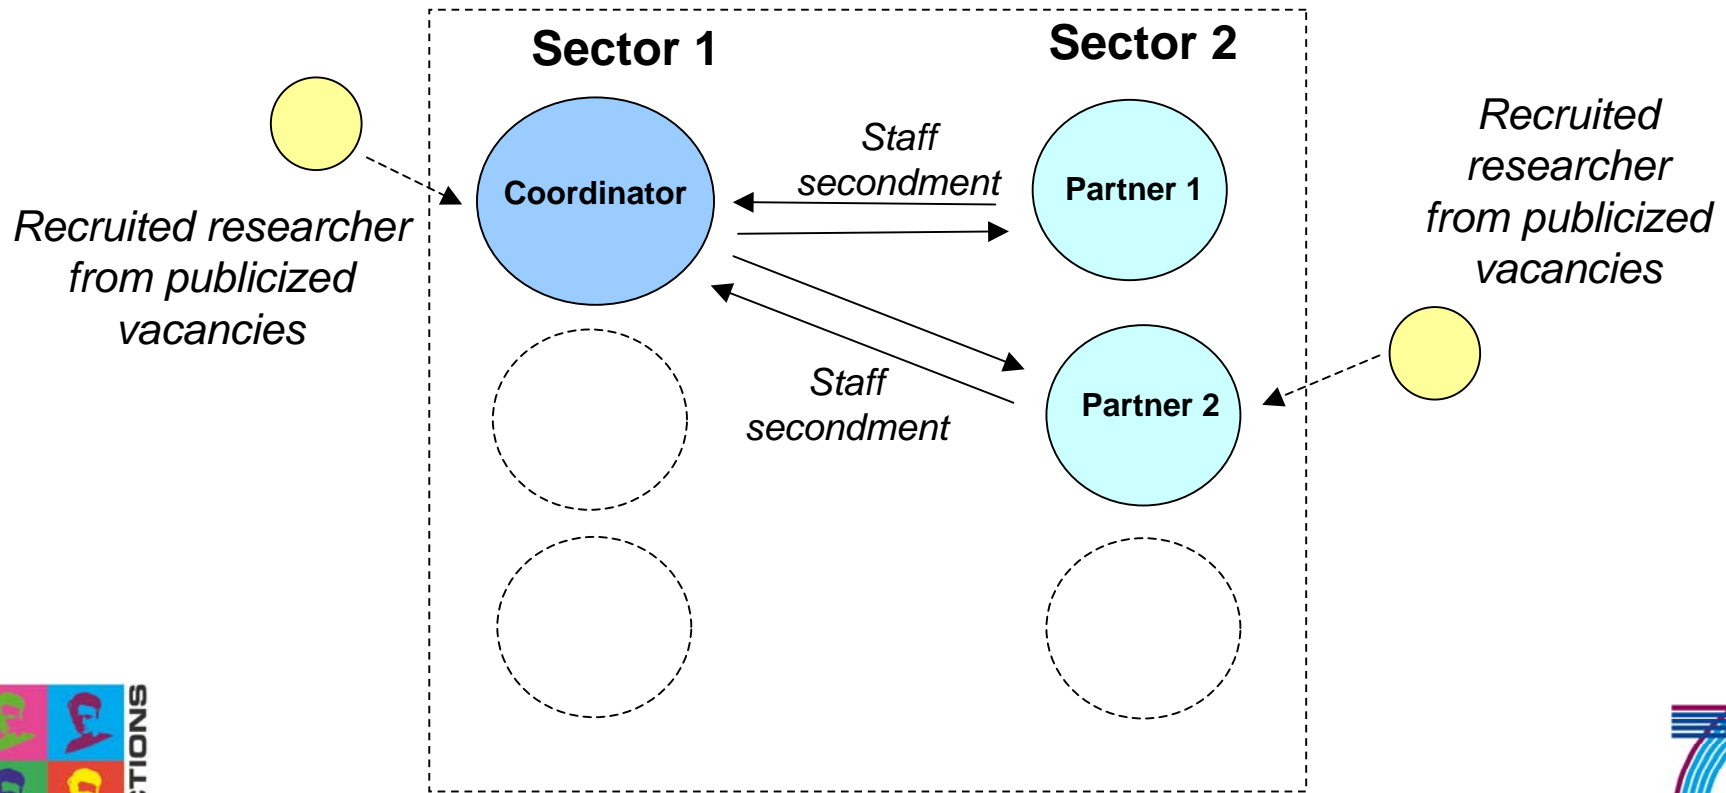 Sector 1
Sector 2
Recruited researcher
from publicized
vacancies
Coordinator
Staff
secondment
Partner 1
Staff
secondment
Partner 2
Recruited
researcher
from publicized
vacancies
7